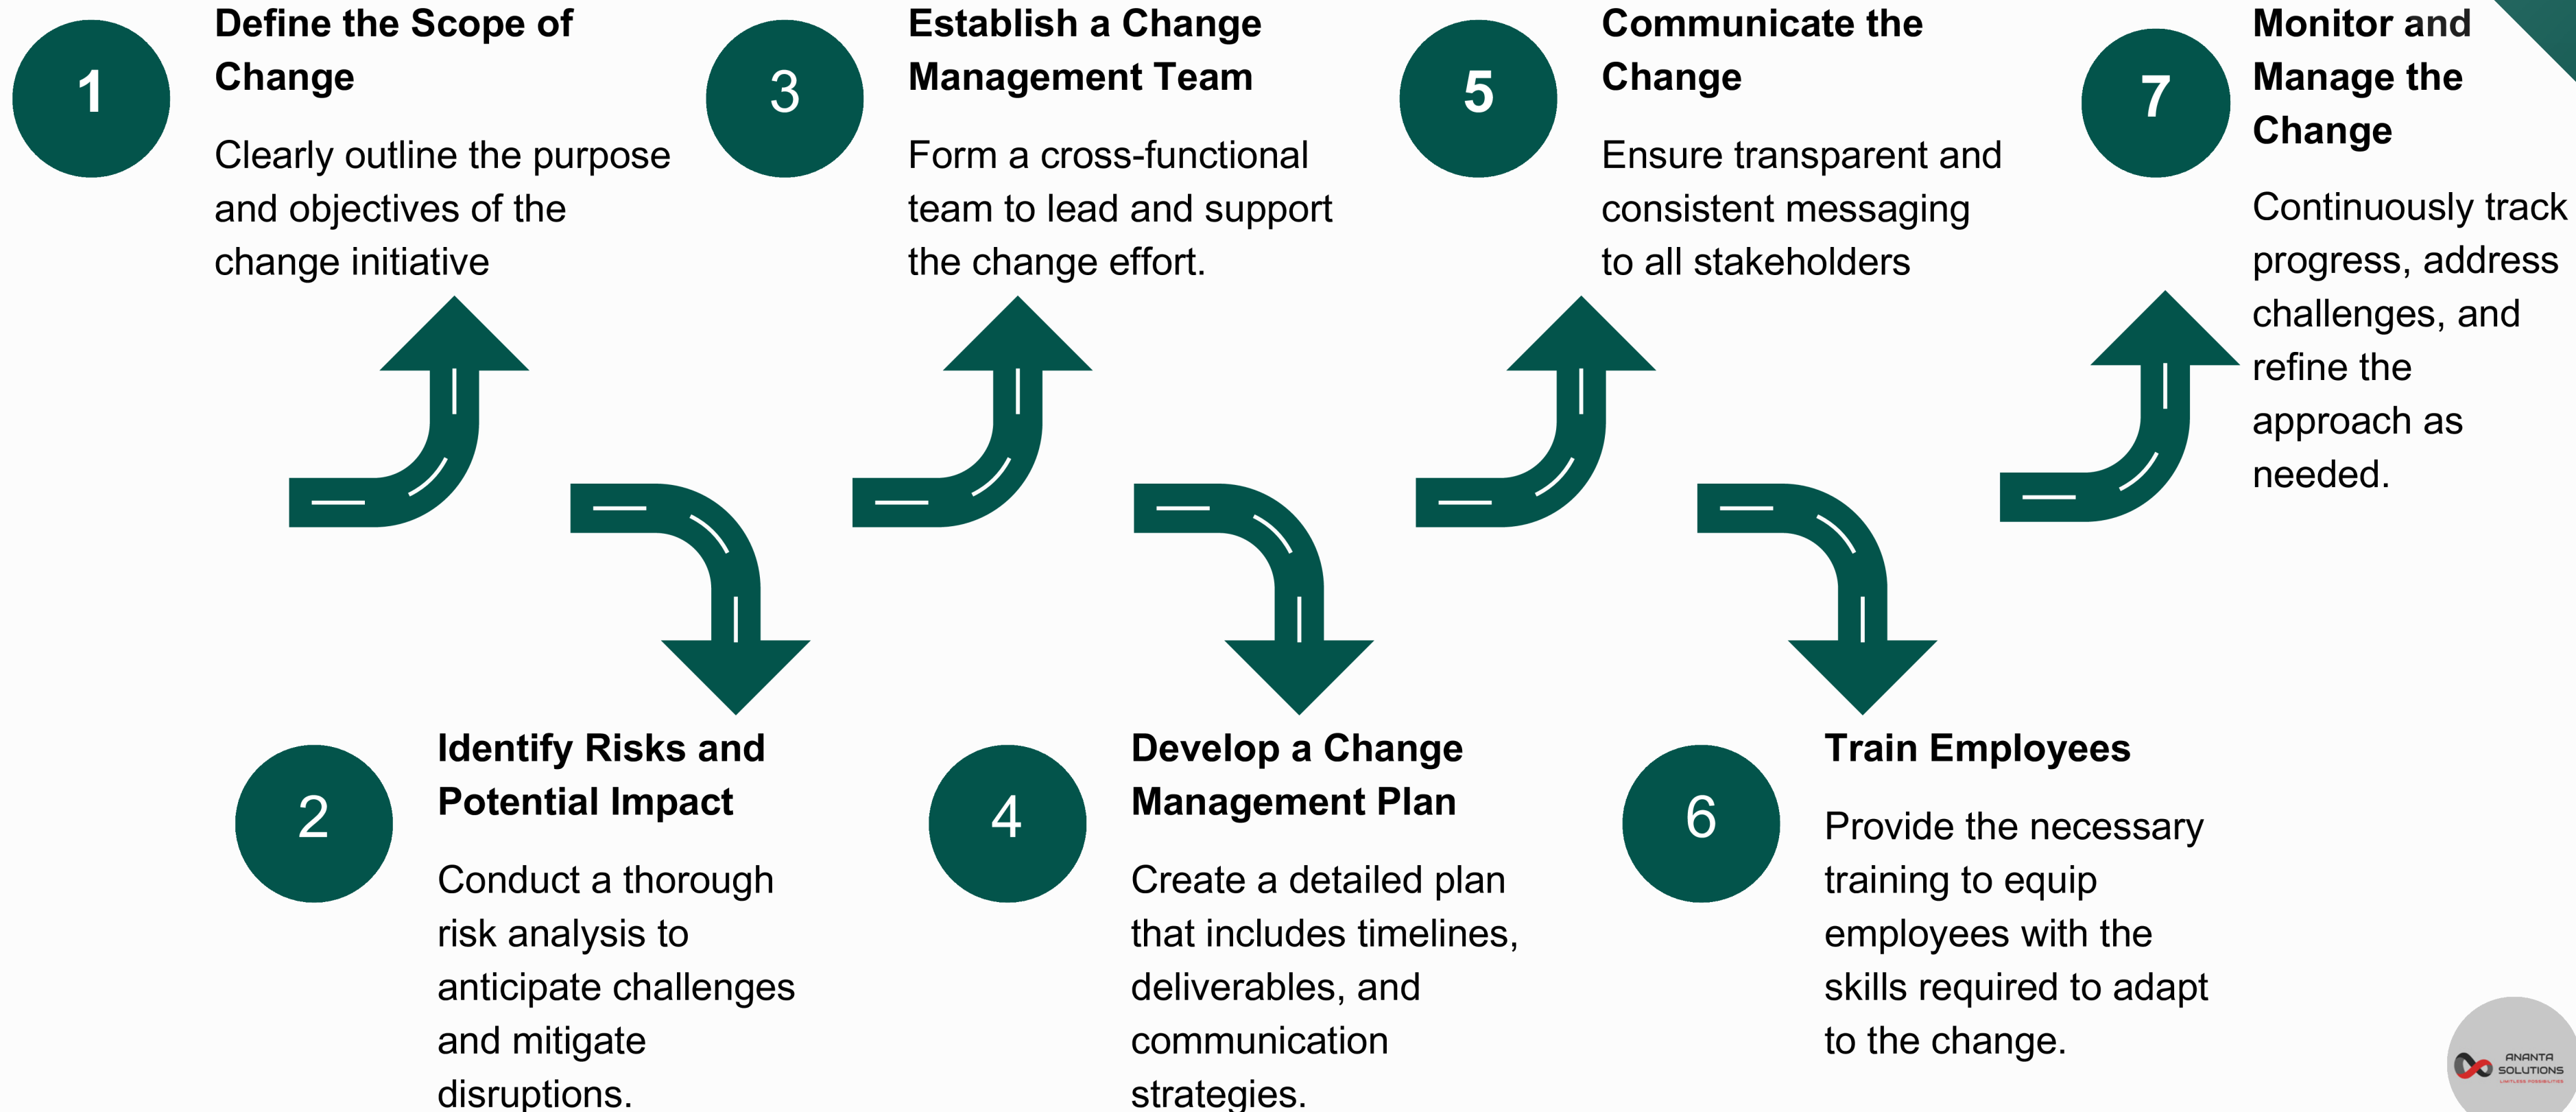 1
Define the Scope of
Change
Clearly outline the purpose
and objectives of the
change initiative
2
Identify Risks and
Potential Impact
Conduct a thorough
risk analysis to
anticipate challenges
and mitigate
disruptions.
3
Establish a Change
Management Team
Form a cross-functional
team to lead and support
the change effort.
4
Develop a Change
Management Plan
Create a detailed plan
that includes timelines,
deliverables, and
communication
strategies.
5
Communicate the
Change
Ensure transparent and
consistent messaging
to all stakeholders
6
Train Employees
Provide the necessary
training to equip
employees with the
skills required to adapt
to the change.
7
Monitor and
Manage the
Change
Continuously track
progress, address
challenges, and
refine the
approach as
needed.
ANANTA
SOLUTIONS
LIMITLESS POSSIBILITIES